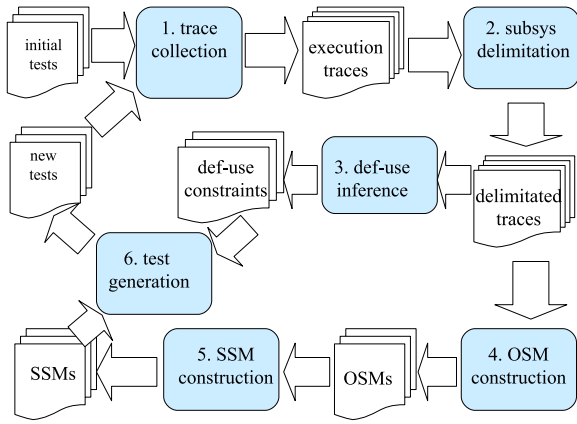 initial
tests
1. trace
collection
execution
traces
2. subsys
delimitation
new
tests
def-use
constraints
3. def-use
inference
delimitated
traces
6. test
generation
SSMs
5. SSM
construction
OSMs
4. OSM
construction